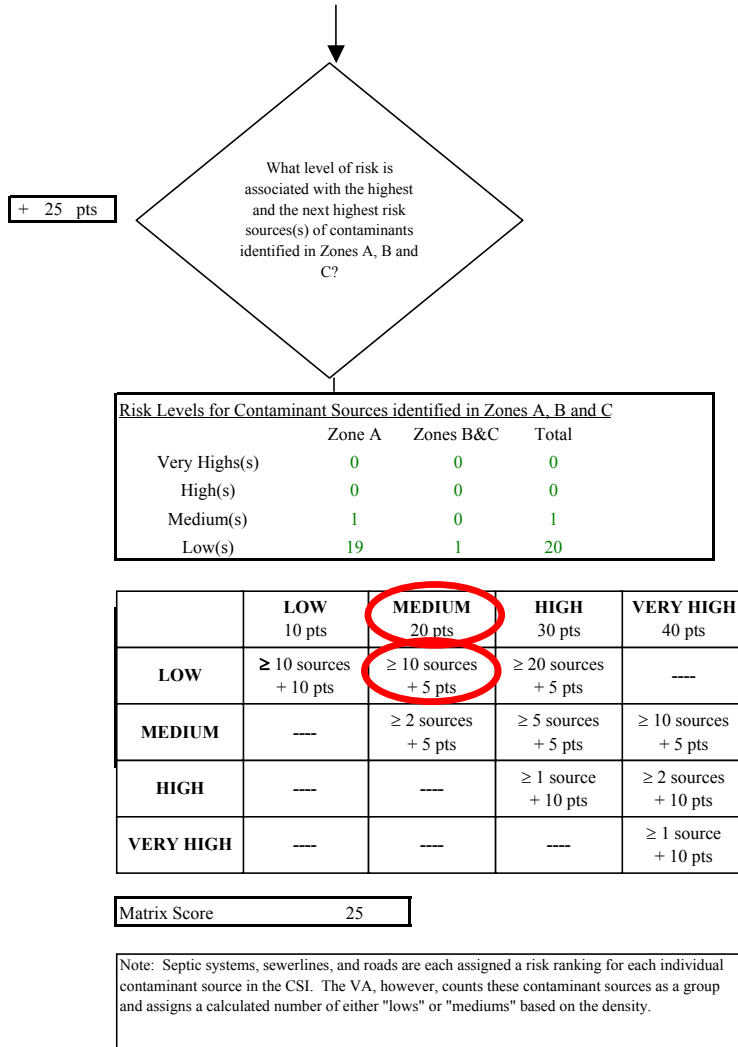 What level of risk is
associated with the highest
and the next highest risk
sources(s) of contaminants
identified in Zones A, B and
C?
+ 25 pts
Risk Levels for Contaminant Sources identified in Zones A, B and C
Zone A Zones B&C Total
Very Highs(s) 0 0 0
High(s) 0 0 0
Medium(s) 1 0 1
Low(s) 19 1 20
LOW MEDIUM HIGH VERY HIGH
10 pts 20 pts 30 pts 40 pts
LOW ≥ 10 sources ≥ 10 sources ≥ 20 sources ----
+ 10 pts + 5 pts + 5 pts
MEDIUM ---- ≥ 2 sources ≥ 5 sources ≥ 10 sources
+ 5 pts + 5 pts + 5 pts
HIGH ---- ---- ≥ 1 source ≥ 2 sources
+ 10 pts + 10 pts
VERY HIGH ---- ---- ---- ≥ 1 source
+ 10 pts
Matrix Score 25
Note: Septic systems, sewerlines, and roads are each assigned a risk ranking for each individual
contaminant source in the CSI. The VA, however, counts these contaminant sources as a group
and assigns a calculated number of either "lows" or "mediums" based on the density.